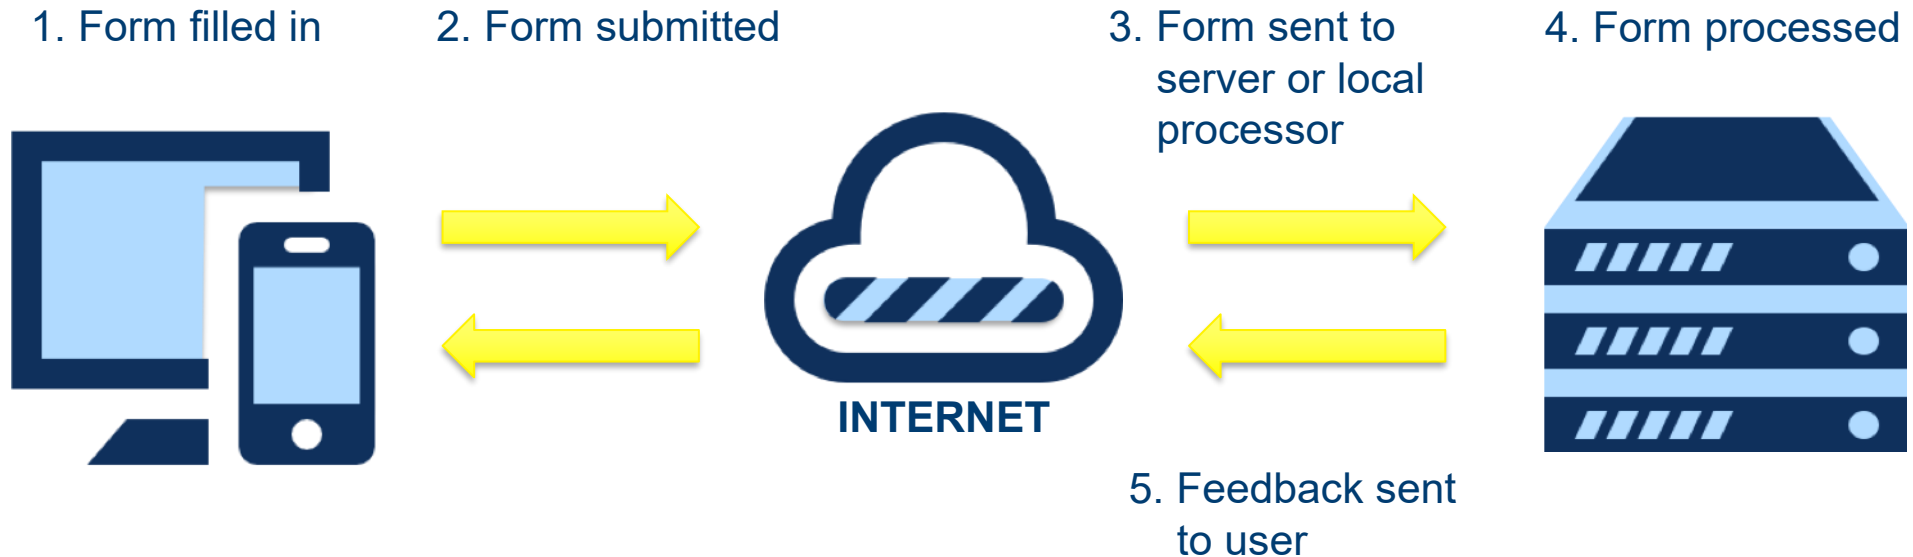 1. Form filled in
2. Form submitted
3. Form sent to
server or local
processor
4. Form processed
INTERNET
5. Feedback sent
to user